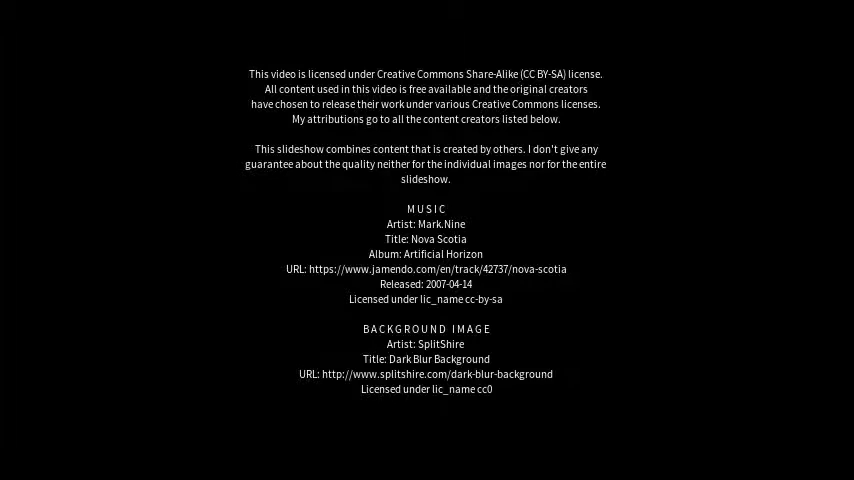 This video is licensed under Creative Commons Share-Alike (CC BY-SA) license.
All content used in this video is free available and the original creators
have chosen to release their work under various Creative Commons licenses.
My attributions go to all the content creators listed below.
This slideshow combines content that is created by others. I don't give any
guarantee about the quality neither for the individual images nor for the entire
slideshow.
MUSIC
Artist: Mark.Nine
Title: Nova Scotia
Album: Artificial Horizon
URL: https://www.jamendo.com/en/track/42737/nova-scotia
Released: 2007-04-14
Licensed under lic_name cc-by-sa
BACKGROUND IMAGE
Artist: SplitShire
Title: Dark Blur Background
URL: http://www.splitshire.com/dark-blur-background
Licensed under lic_name cc0